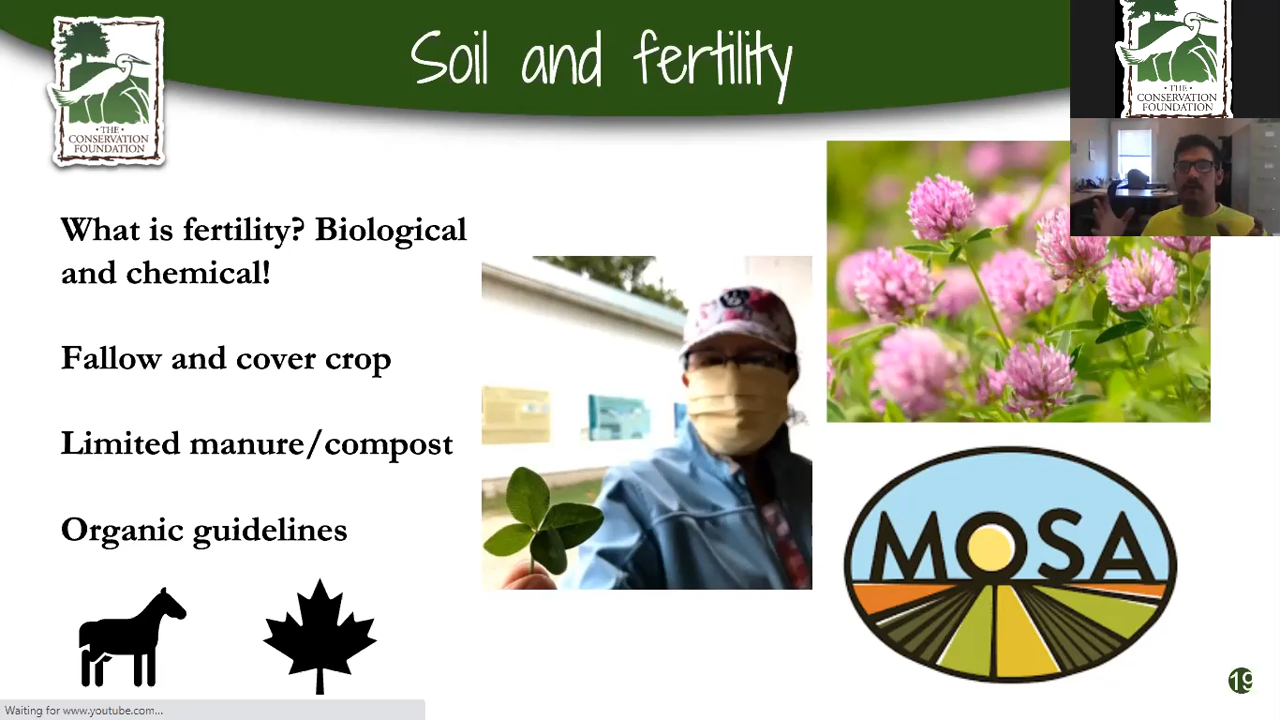 Soil and fertility
THE
CONSERVATION
FOUNDATION
THE
CONSERVATION
FOUNDATION
What is fertility? Biological
and chemical!
Fallow and cover crop
Limited manure/compost
Organic guidelines
MOSA
19
Waiting for www.youtube.com...